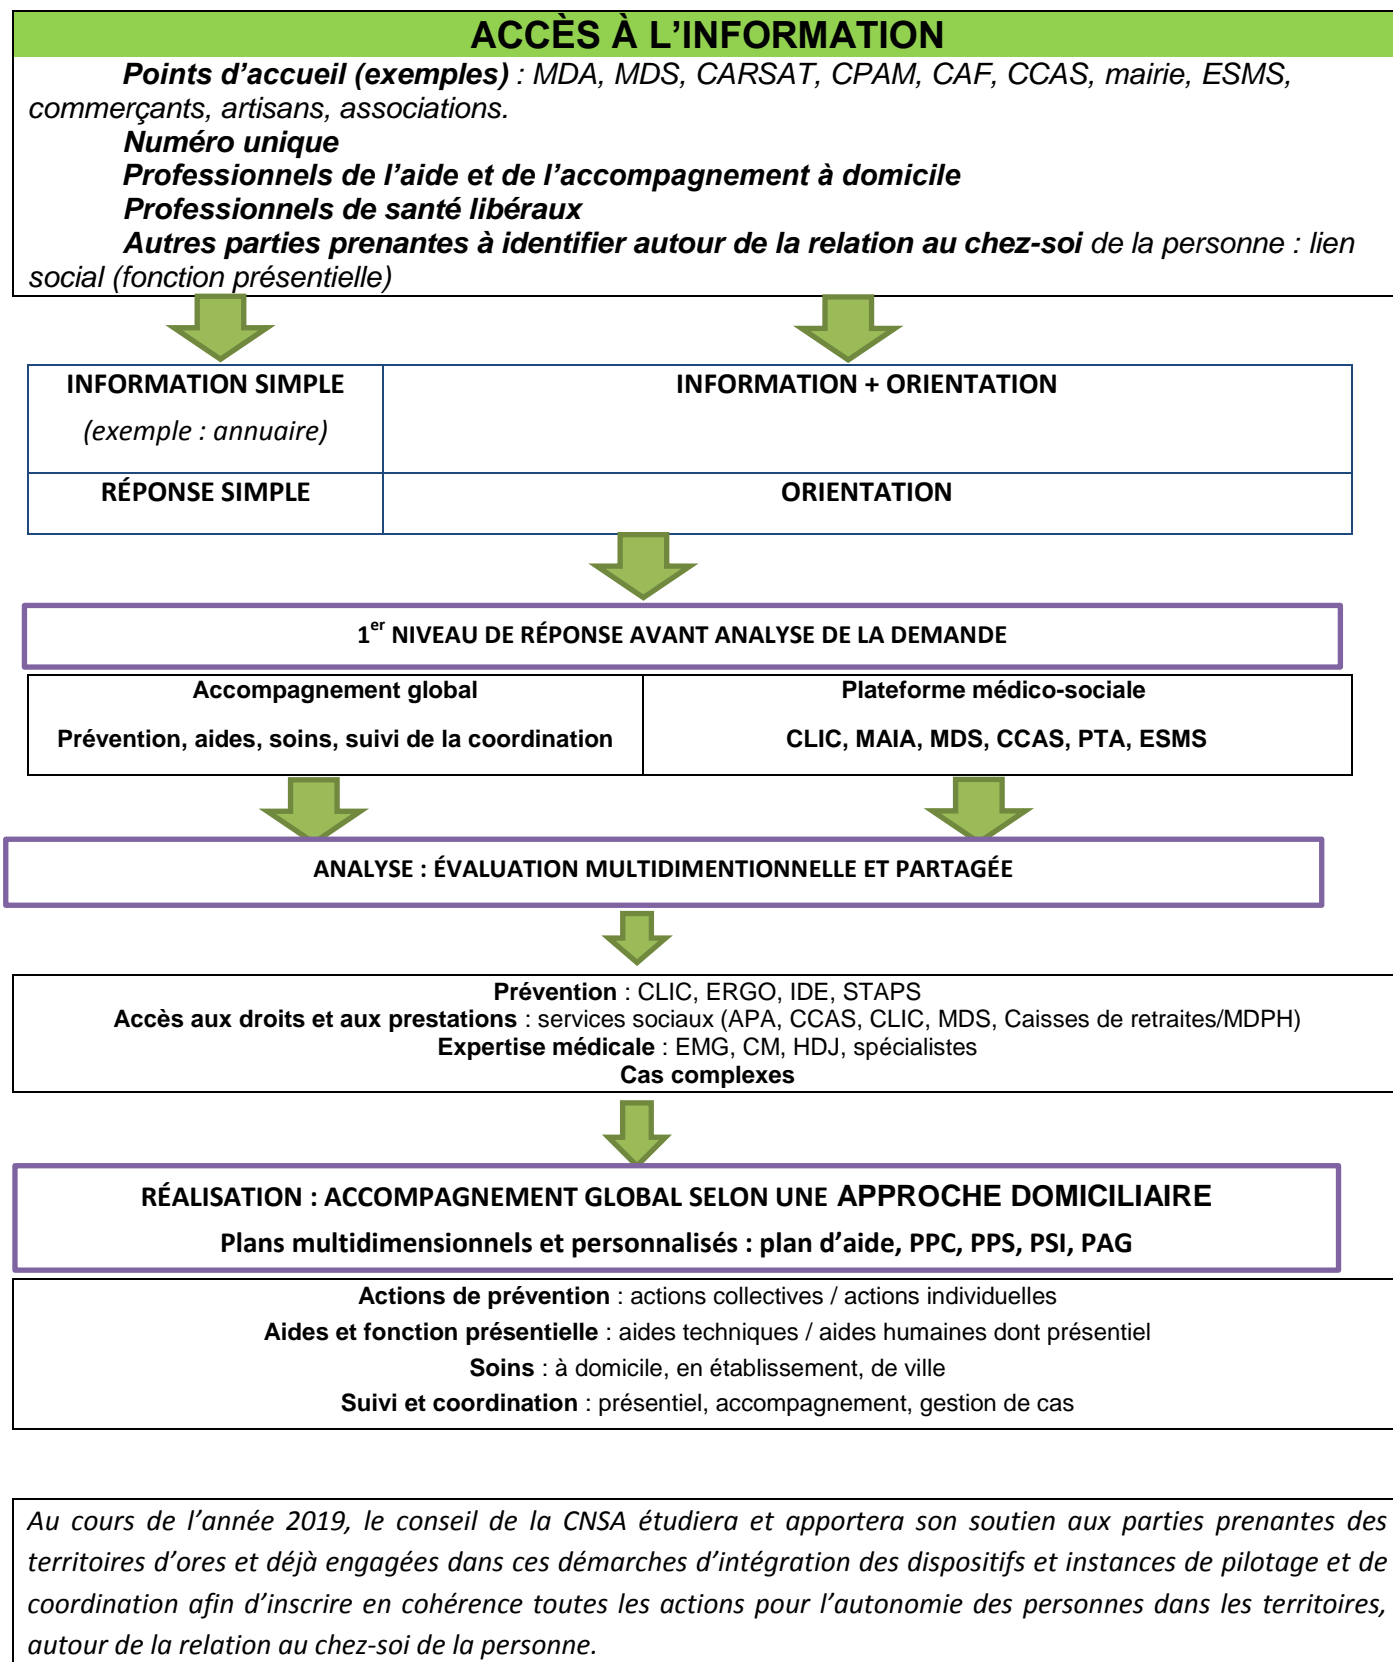 ACCÈS À L’INFORMATION
Points d’accueil (exemples) : MDA, MDS, CARSAT, CPAM, CAF, CCAS, mairie, ESMS,
commerçants, artisans, associations.
Numéro unique
Professionnels de l’aide et de l’accompagnement à domicile
Professionnels de santé libéraux
Autres parties prenantes à identifier autour de la relation au chez-soi de la personne : lien
social (fonction présentielle)
INFORMATION SIMPLE
(exemple : annuaire)
INFORMATION + ORIENTATION
RÉPONSE SIMPLE
ORIENTATION
1er NIVEAU DE RÉPONSE AVANT ANALYSE DE LA DEMANDE
Accompagnement global
Prévention, aides, soins, suivi de la coordination
Plateforme médico-sociale
CLIC, MAIA, MDS, CCAS, PTA, ESMS
ANALYSE : ÉVALUATION MULTIDIMENTIONNELLE ET PARTAGÉE
Prévention : CLIC, ERGO, IDE, STAPS
Accès aux droits et aux prestations : services sociaux (APA, CCAS, CLIC, MDS, Caisses de retraites/MDPH)
Expertise médicale : EMG, CM, HDJ, spécialistes
Cas complexes
RÉALISATION : ACCOMPAGNEMENT GLOBAL SELON UNE APPROCHE DOMICILIAIRE
Plans multidimensionnels et personnalisés : plan d’aide, PPC, PPS, PSI, PAG
Actions de prévention : actions collectives / actions individuelles
Aides et fonction présentielle : aides techniques / aides humaines dont présentiel
Soins : à domicile, en établissement, de ville
Suivi et coordination : présentiel, accompagnement, gestion de cas
Au cours de l’année 2019, le conseil de la CNSA étudiera et apportera son soutien aux parties prenantes des
territoires d’ores et déjà engagées dans ces démarches d’intégration des dispositifs et instances de pilotage et de
coordination afin d’inscrire en cohérence toutes les actions pour l’autonomie des personnes dans les territoires,
autour de la relation au chez-soi de la personne.